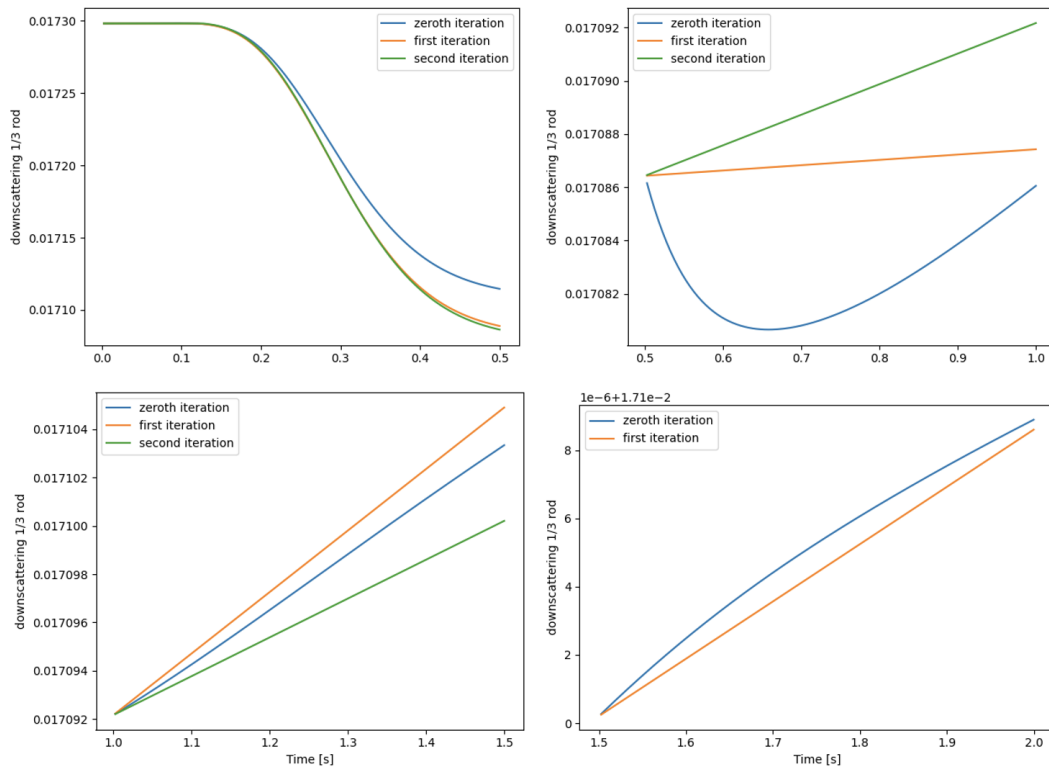 downscattering 1/3 rod
0.01730
0.01725
0.01720
0.01715
0.01710
zeroth iteration
first iteration
second iteration
0.0 0.1 0.2 0.3 0.4 0.5
downscattering 1/3 rod
0.017092
0.017090
0.017088
0.017086
0.017084
0.017082
zeroth iteration
first iteration
second iteration
0.5 0.6 0.7 0.8 0.9 1.0
downscattering 1/3 rod
0.017104
0.017102
0.017100
0.017098
0.017096
0.017094
0.017092
zeroth iteration
first iteration
second iteration
1.0 1.1 1.2 1.3 1.4 1.5
Time [s]
1e-6+1.71e-2
downscattering 1/3 rod
8
6
4
2
0
zeroth iteration
first iteration
1.5 1.6 1.7 1.8 1.9 2.0
Time [s]